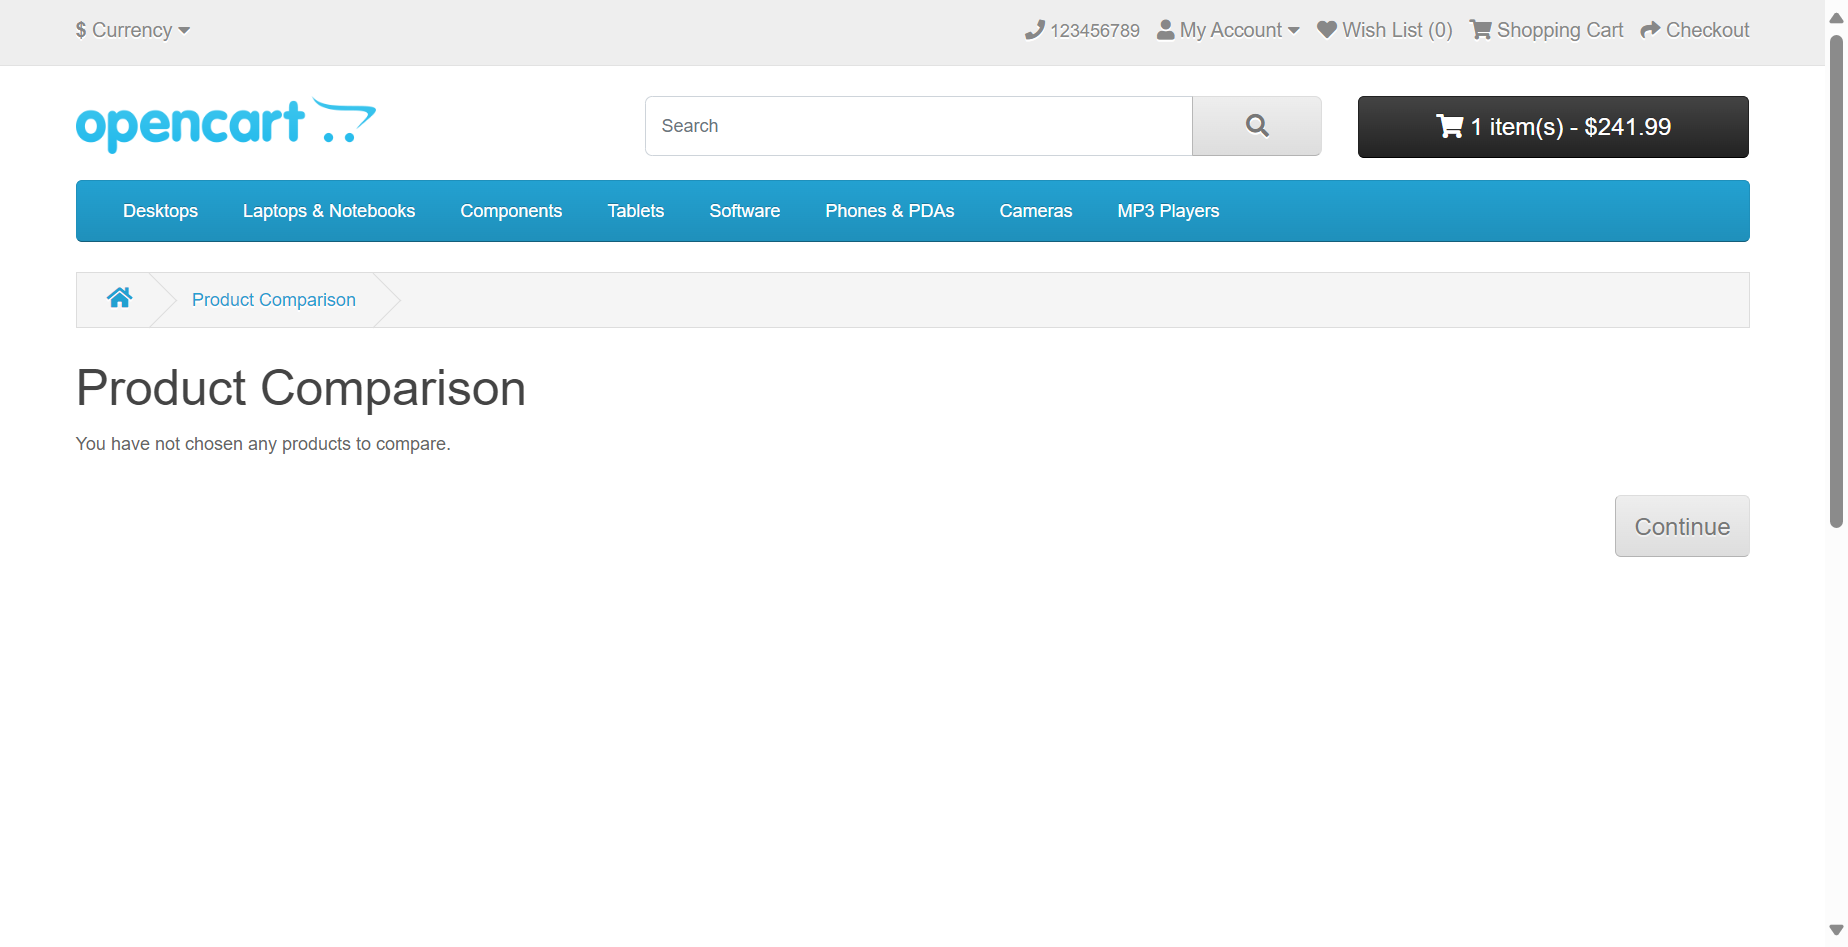 $ Currency
123456789 My Account Wish List (0) Shopping Cart Checkout
opencart
Search
1 item(s) - $241.99
Desktops Laptops & Notebooks Components Tablets Software Phones & PDAs Cameras MP3 Players
Product Comparison
Product Comparison
You have not chosen any products to compare.
Continue